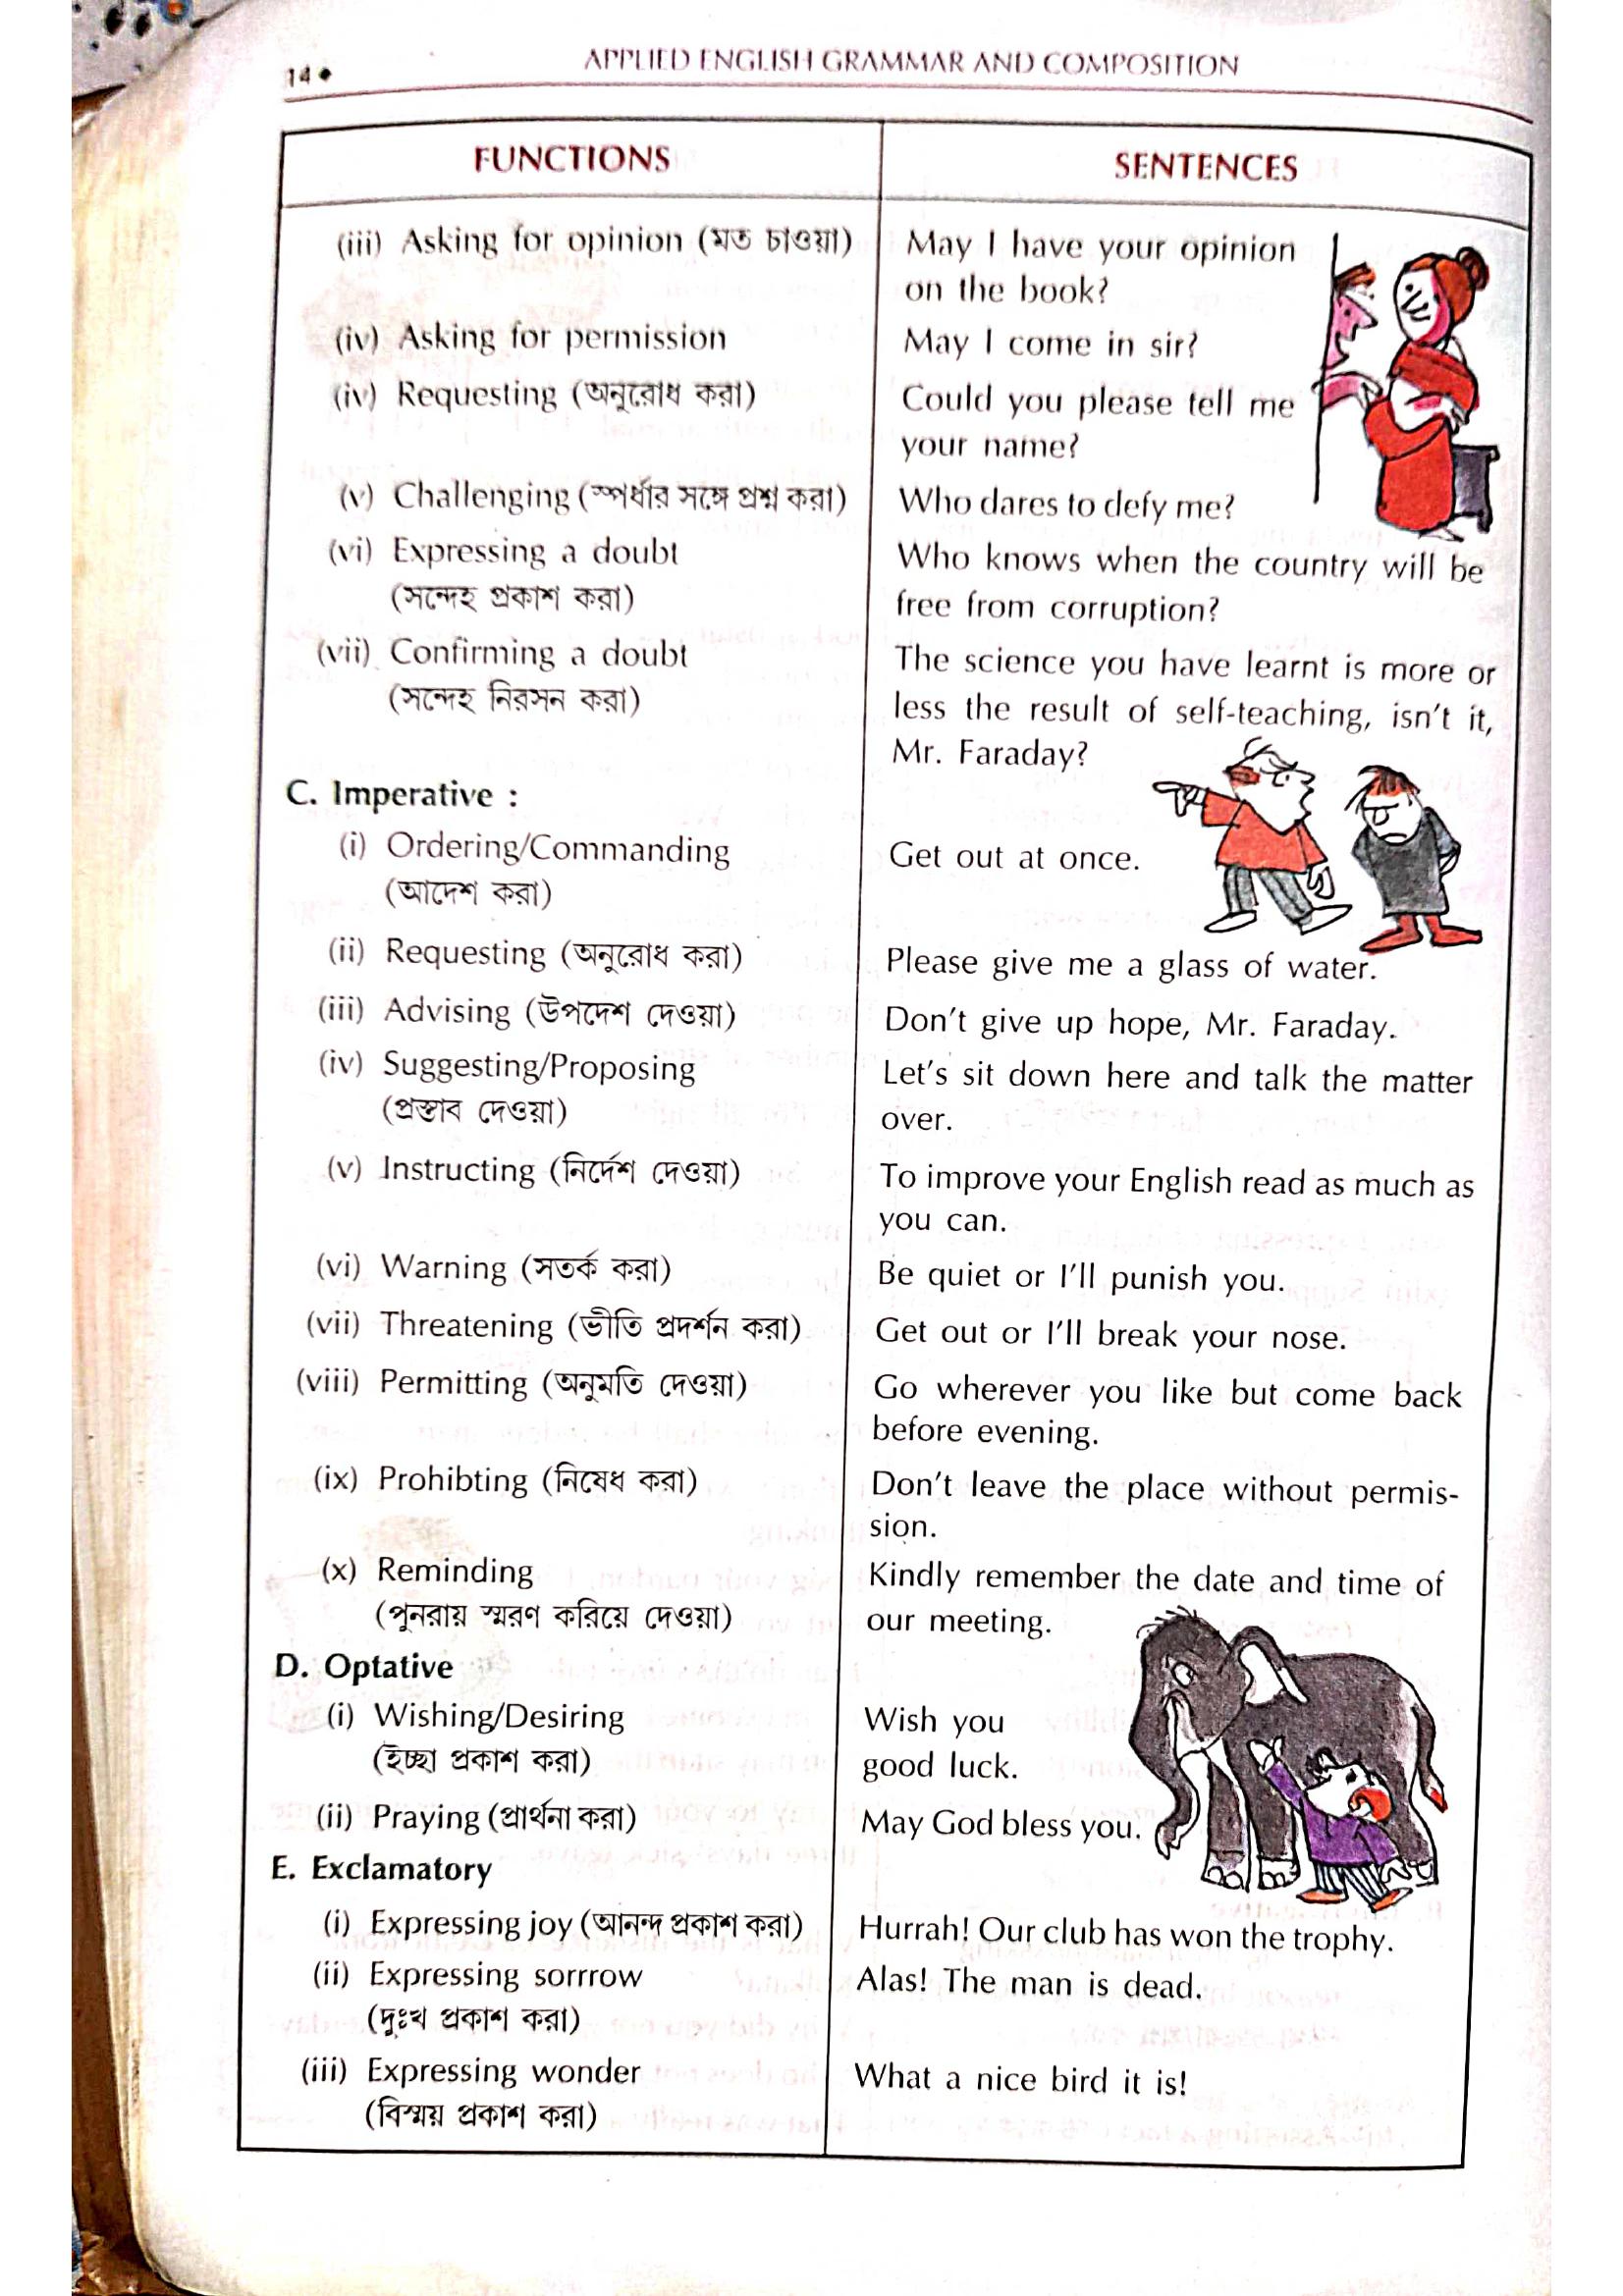 14 •
APPLIED ENGLISH GRAMMAR AND COMPOSITION
FUNCTIONS
SENTENCES
(iii) Asking for opinion (মত চাওয়া)
May I have your opinion
on the book?
(iv) Asking for permission
May I come in sir?
(iv) Requesting (অনুরোধ করা)
Could you please tell me
your name?
(v) Challenging (স্পর্ধার সঙ্গে প্রশ্ন করা)
Who dares to defy me?
(vi) Expressing a doubt
(সন্দেহ প্রকাশ করা)
Who knows when the country will be
free from corruption?
(vii) Confirming a doubt
(সন্দেহ নিরসন করা)
The science you have learnt is more or
less the result of self-teaching, isn't it,
Mr. Faraday?
C. Imperative :
(i) Ordering/Commanding
(আদেশ করা)
Get out at once.
(ii) Requesting (অনুরোধ করা)
Please give me a glass of water.
(iii) Advising (উপদেশ দেওয়া)
Don't give up hope, Mr. Faraday.
(iv) Suggesting/Proposing
(প্রস্তাব দেওয়া)
Let's sit down here and talk the matter
over.
(v) Instructing (নির্দেশ দেওয়া)
To improve your English read as much as
you can.
(vi) Warning (সতর্ক করা)
Be quiet or I'll punish you.
(vii) Threatening (ভীতি প্রদর্শন করা)
Get out or I'll break your nose.
(viii) Permitting (অনুমতি দেওয়া)
Go wherever you like but come back
before evening.
(ix) Prohibting (নিষেধ করা)
Don't leave the place without permis-
sion.
(x) Reminding
(পুনরায় স্মরণ করিয়ে দেওয়া)
Kindly remember the date and time of
our meeting.
D. Optative
(i) Wishing/Desiring
(ইচ্ছা প্রকাশ করা)
Wish you
good luck.
(ii) Praying (প্রার্থনা করা)
May God bless you.
E. Exclamatory
(i) Expressing joy (আনন্দ প্রকাশ করা)
Hurrah! Our club has won the trophy.
(ii) Expressing sorrrow
(দুঃখ প্রকাশ করা)
Alas! The man is dead.
(iii) Expressing wonder
(বিস্ময় প্রকাশ করা)
What a nice bird it is!